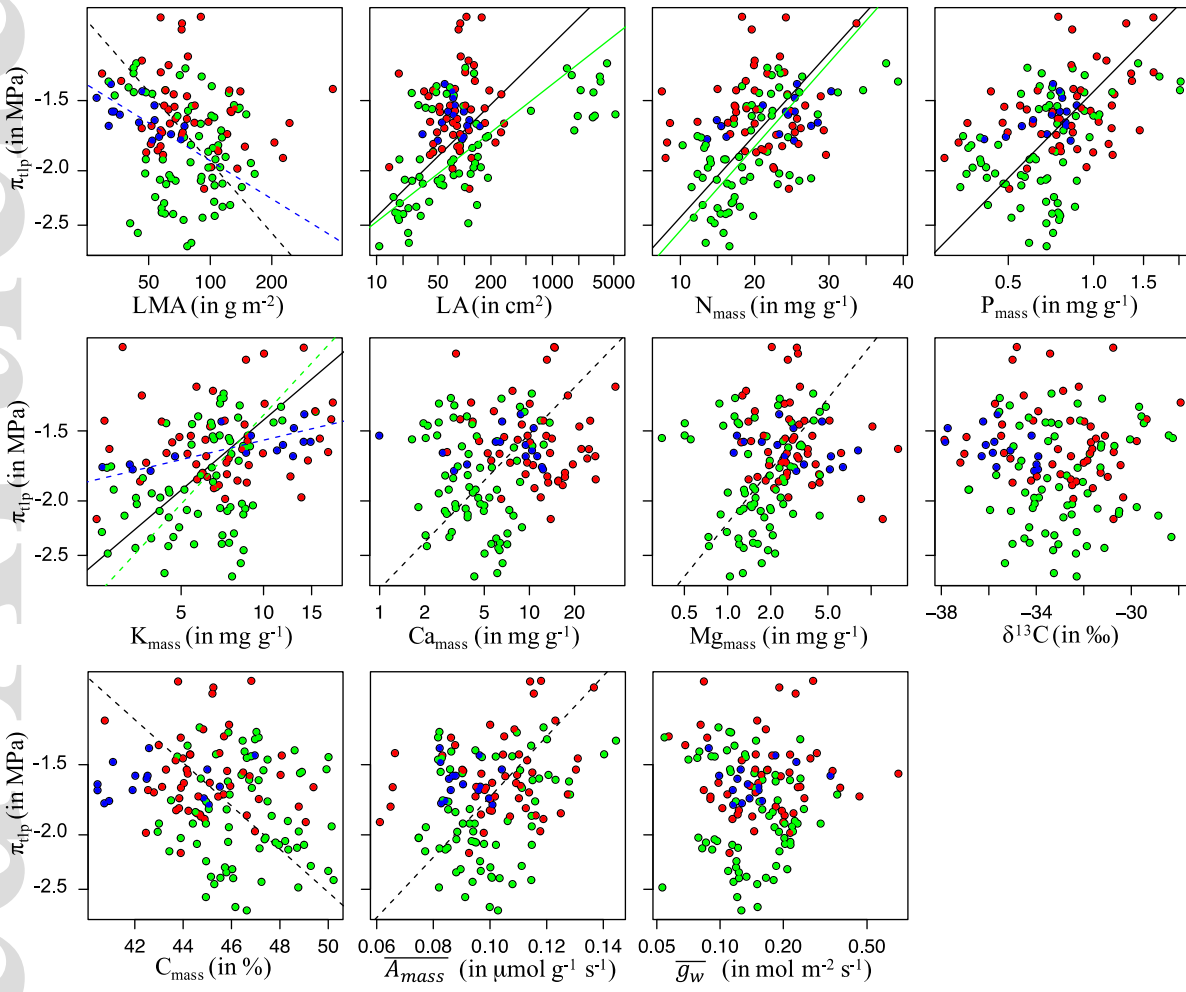 π_tlp (in MPa)
-1.5
-2.0
-2.5
50 100 200
LMA (in g m⁻²)
10 50 200 1000 5000
LA (in cm²)
10 20 30 40
N_mass (in mg g⁻¹)
0.5 1.0 1.5
P_mass (in mg g⁻¹)
π_tlp (in MPa)
-1.5
-2.0
-2.5
5 10 15
K_mass (in mg g⁻¹)
1 2 5 10 20
Ca_mass (in mg g⁻¹)
0.5 1.0 2.0 5.0
Mg_mass (in mg g⁻¹)
−38 −34 −30
δ¹³C (in ‰)
π_tlp (in MPa)
-1.5
-2.0
-2.5
42 44 46 48 50
C_mass (in %)
0.06 0.08 0.10 0.12 0.14
A_mass (in μmol g⁻¹ s⁻¹)
0.05 0.10 0.20 0.50
g_w (in mol m⁻² s⁻¹)